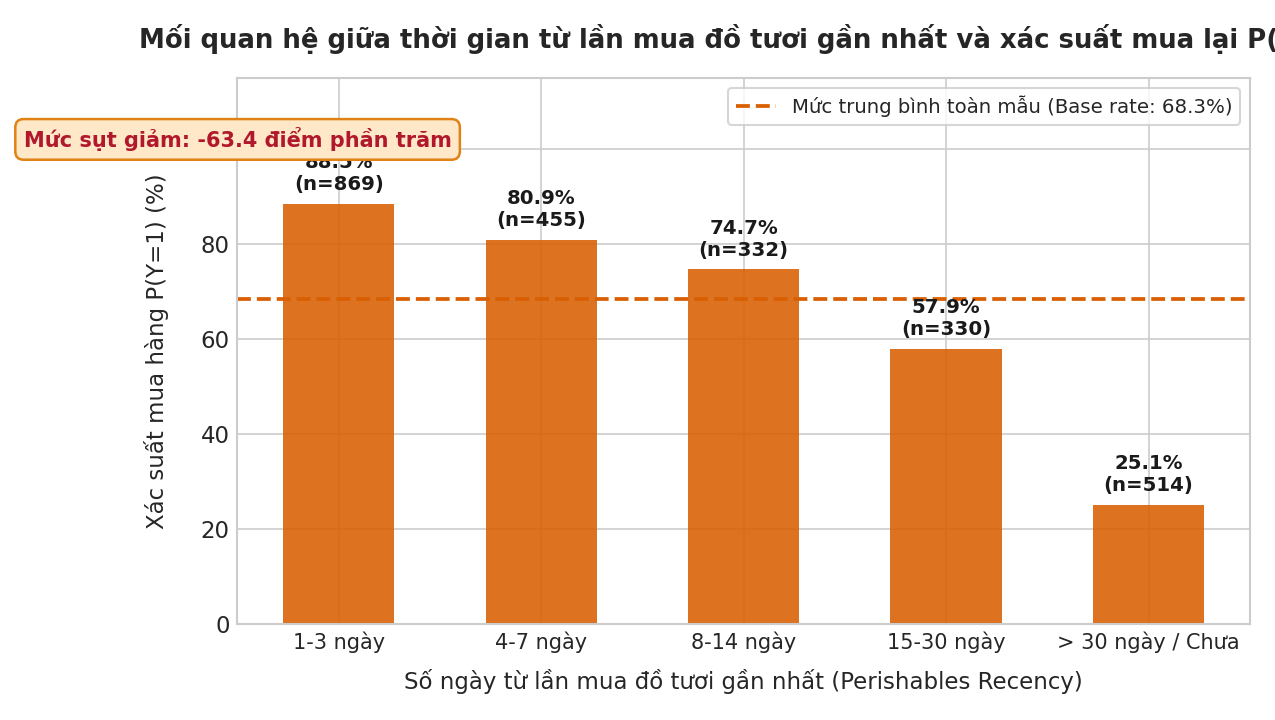 Mối quan hệ giữa thời gian từ lần mua đồ tươi gần nhất và xác suất mua lại P(
Mức trung bình toàn mẫu (Base rate: 68.3%)
Mức sụt giảm: -63.4 điểm phần trăm
88.5%
(n=869)
80.9%
(n=455)
74.7%
(n=332)
57.9%
(n=330)
25.1%
(n=514)
Xác suất mua hàng P(Y=1) (%)
80
60
40
20
0
1-3 ngày
4-7 ngày
8-14 ngày
15-30 ngày
> 30 ngày / Chưa
Số ngày từ lần mua đồ tươi gần nhất (Perishables Recency)